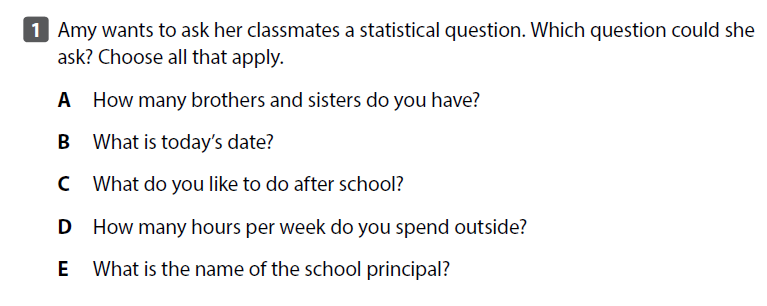 1 Amy wants to ask her classmates a statistical question. Which question could she
ask? Choose all that apply.
A How many brothers and sisters do you have?
B What is today’s date?
C What do you like to do after school?
D How many hours per week do you spend outside?
E What is the name of the school principal?